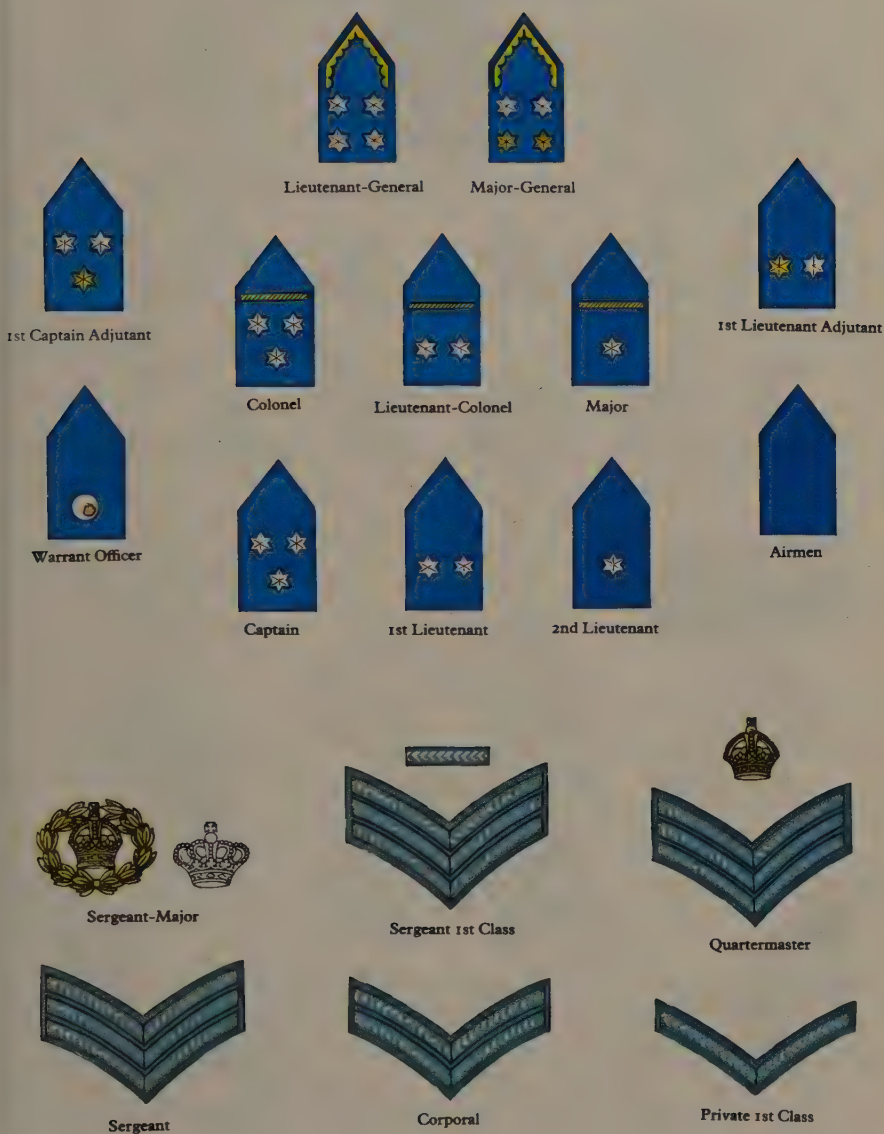 Lieutenant-General
Major-General
1st Captain Adjutant
1st Lieutenant Adjutant
Colonel
Lieutenant-Colonel
Major
Warrant Officer
Airmen
Captain
1st Lieutenant
2nd Lieutenant
Sergeant-Major
Sergeant 1st Class
Quartermaster
Sergeant
Corporal
Private 1st Class